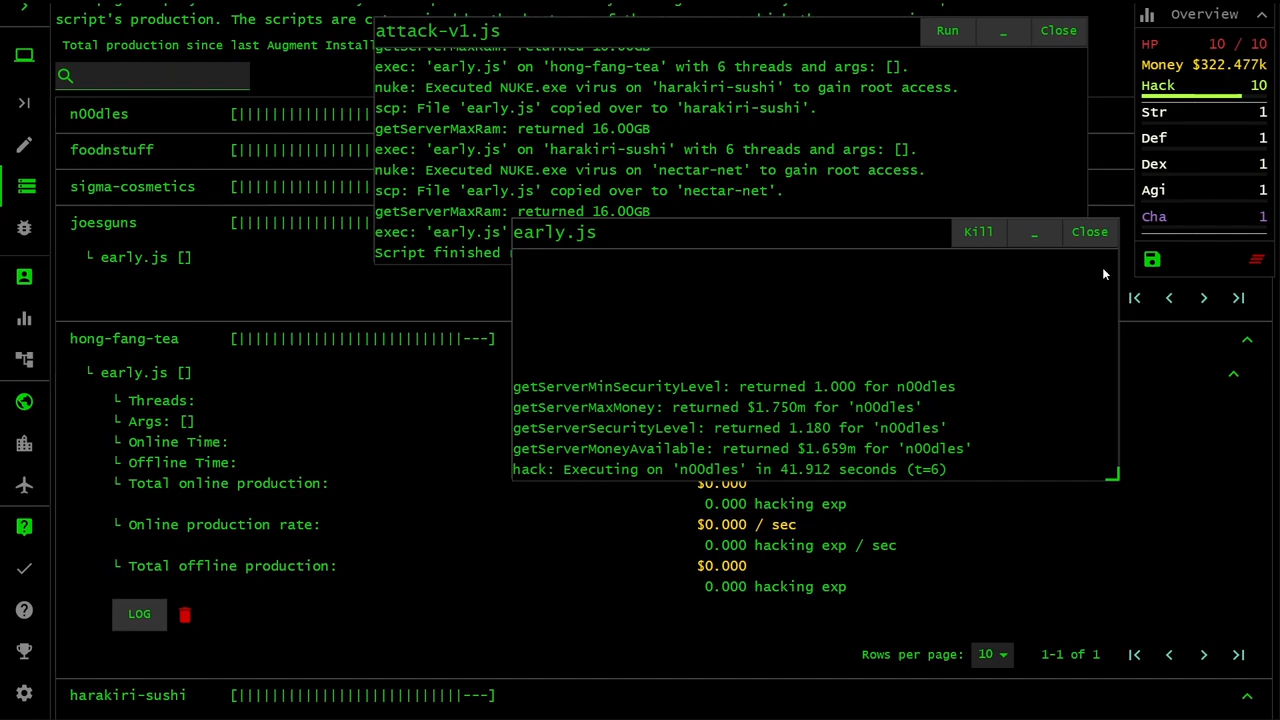 script's production. The scripts are
Total production since last Augment Install
n00dles [||||||||||||||||
foodnstuff [||||||||||||||||
sigma-cosmetics [||||||||||||||||
joesguns [||||||||||||||||
└ early.js []
hong-fang-tea [||||||||||||||||||||||||||||---]
└ early.js []
└ Threads:
└ Args: []
└ Online Time:
└ Offline Time:
└ Total online production:
$0.000
0.000 hacking exp
└ Online production rate:
$0.000 / sec
0.000 hacking exp / sec
└ Total offline production:
$0.000
0.000 hacking exp
LOG
Rows per page: 10 1-1 of 1
harakiri-sushi [||||||||||||||||||||||||||||---]
attack-v1.js
Run _ Close
exec: 'early.js' on 'hong-fang-tea' with 6 threads and args: [].
nuke: Executed NUKE.exe virus on 'harakiri-sushi' to gain root access.
scp: File 'early.js' copied over to 'harakiri-sushi'.
getServerMaxRam: returned 16.00GB
exec: 'early.js' on 'harakiri-sushi' with 6 threads and args: [].
nuke: Executed NUKE.exe virus on 'nectar-net' to gain root access.
scp: File 'early.js' copied over to 'nectar-net'.
getServerMaxRam: returned 16.00GB
exec: 'early.js'
Script finished
early.js
Kill _ Close
getServerMinSecurityLevel: returned 1.000 for n00dles
getServerMaxMoney: returned $1.750m for 'n00dles'
getServerSecurityLevel: returned 1.180 for 'n00dles'
getServerMoneyAvailable: returned $1.659m for 'n00dles'
hack: Executing on 'n00dles' in 41.912 seconds (t=6)
Overview
HP 10 / 10
Money $322.477k
Hack 10
Str 1
Def 1
Dex 1
Agi 1
Cha 1